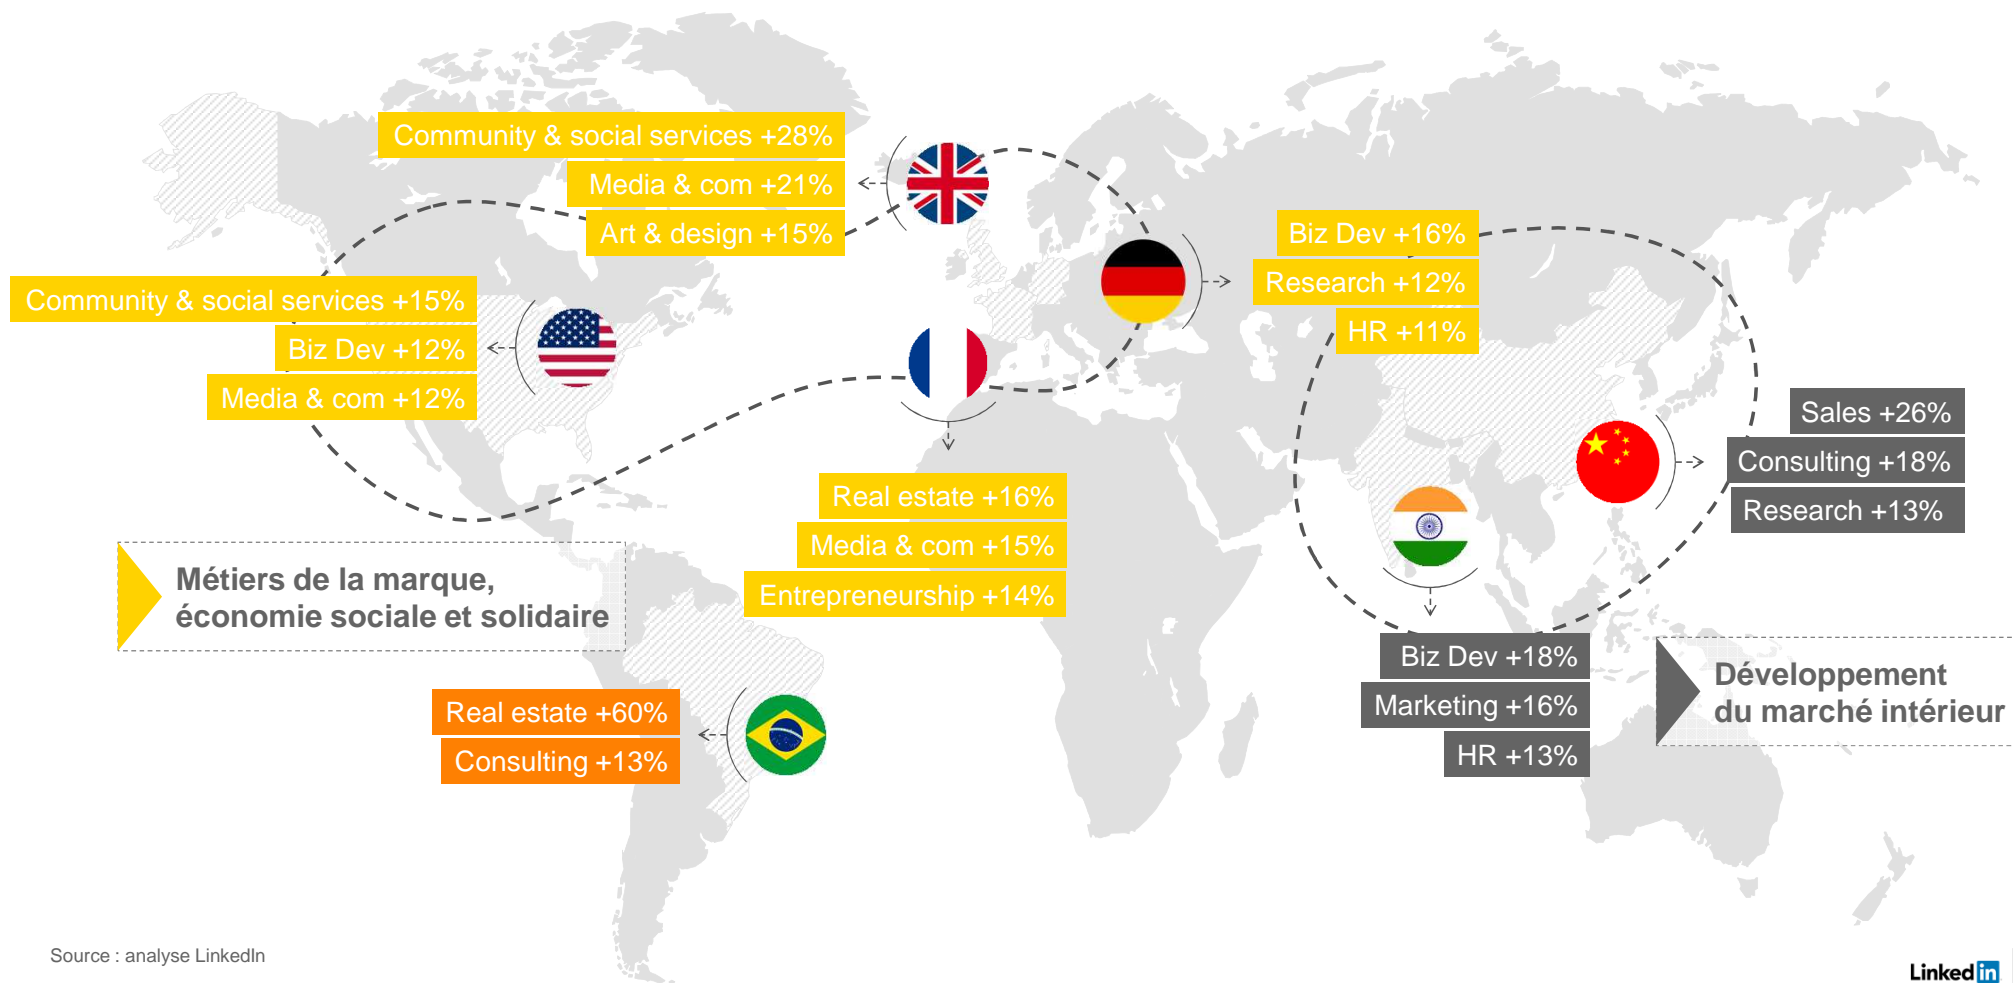 Community & social services +28%
Media & com +21%
Art & design +15%
Biz Dev +16%
Research +12%
HR +11%
Community & social services +15%
Biz Dev +12%
Media & com +12%
Sales +26%
Consulting +18%
Research +13%
Real estate +16%
Media & com +15%
Entrepreneurship +14%
Métiers de la marque,
économie sociale et solidaire
Biz Dev +18%
Marketing +16%
HR +13%
Développement
du marché intérieur
Real estate +60%
Consulting +13%
Source : analyse LinkedIn
Linked in